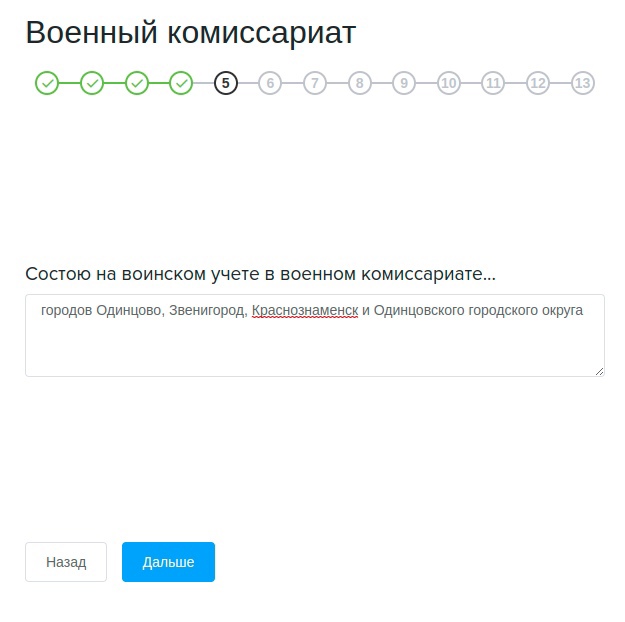 Военный комиссариат
5 6 7 8 9 10 11 12 13
Состою на воинском учете в военном комиссариате...
городов Одинцово, Звенигород, Краснознаменск и Одинцовского городского округа
Назад Дальше